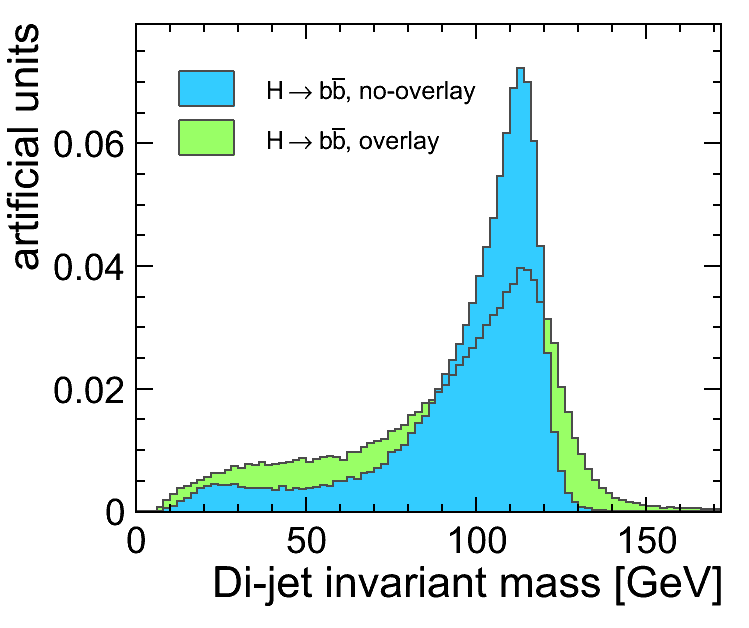 artificial units
H → bb̅, no-overlay
H → bb̅, overlay
0.06
0.04
0.02
0
0 50 100 150
Di-jet invariant mass [GeV]